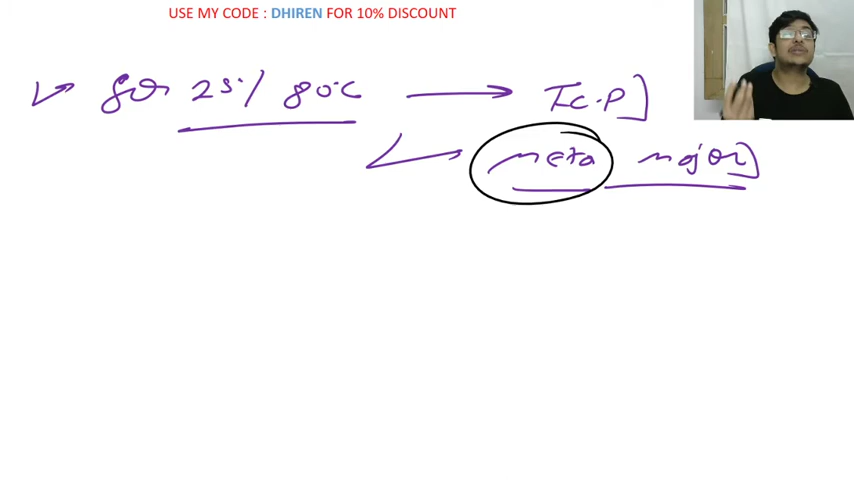 USE MY CODE : DHIREN FOR 10% DISCOUNT
for 25°/ 80°C → T.C.P]
meta major]